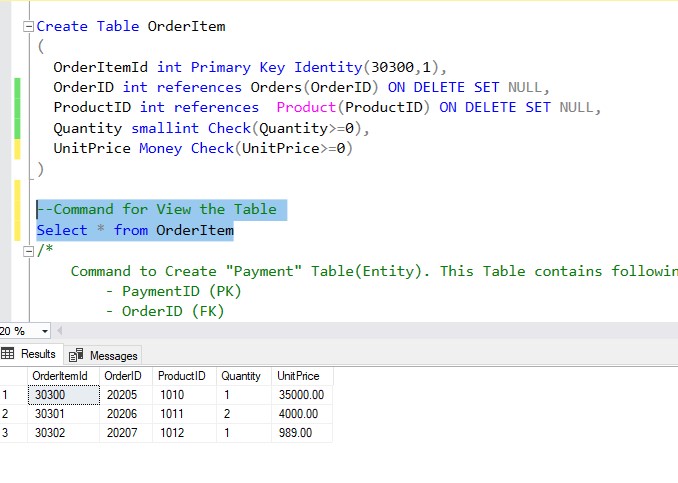 Create Table OrderItem
(
OrderItemId int Primary Key Identity(30300,1),
OrderID int references Orders(OrderID) ON DELETE SET NULL,
ProductID int references  Product(ProductID) ON DELETE SET NULL,
Quantity smallint Check(Quantity>=0),
UnitPrice Money Check(UnitPrice>=0)
)
--Command for View the Table
Select * from OrderItem
/*
Command to Create "Payment" Table(Entity). This Table contains followin
- PaymentID (PK)
- OrderID (FK)
20 %
Results Messages
OrderItemId OrderID ProductID Quantity UnitPrice
1 30300 20205 1010 1 35000.00
2 30301 20206 1011 2 4000.00
3 30302 20207 1012 1 989.00